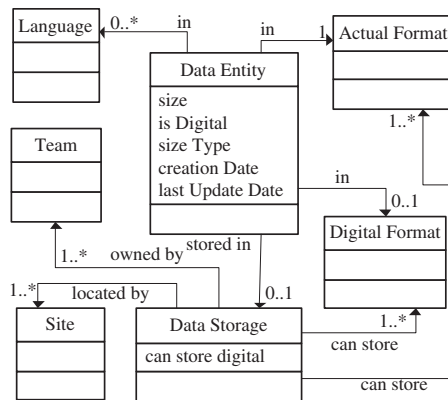 Language
0..*
in
in
1
Actual Format
Data Entity
size
is Digital
size Type
creation Date
last Update Date
1..*
Team
in
0..1
Digital Format
stored in
1..*
owned by
0..1
1..*
located by
Site
Data Storage
can store digital
1..*
can store
can store